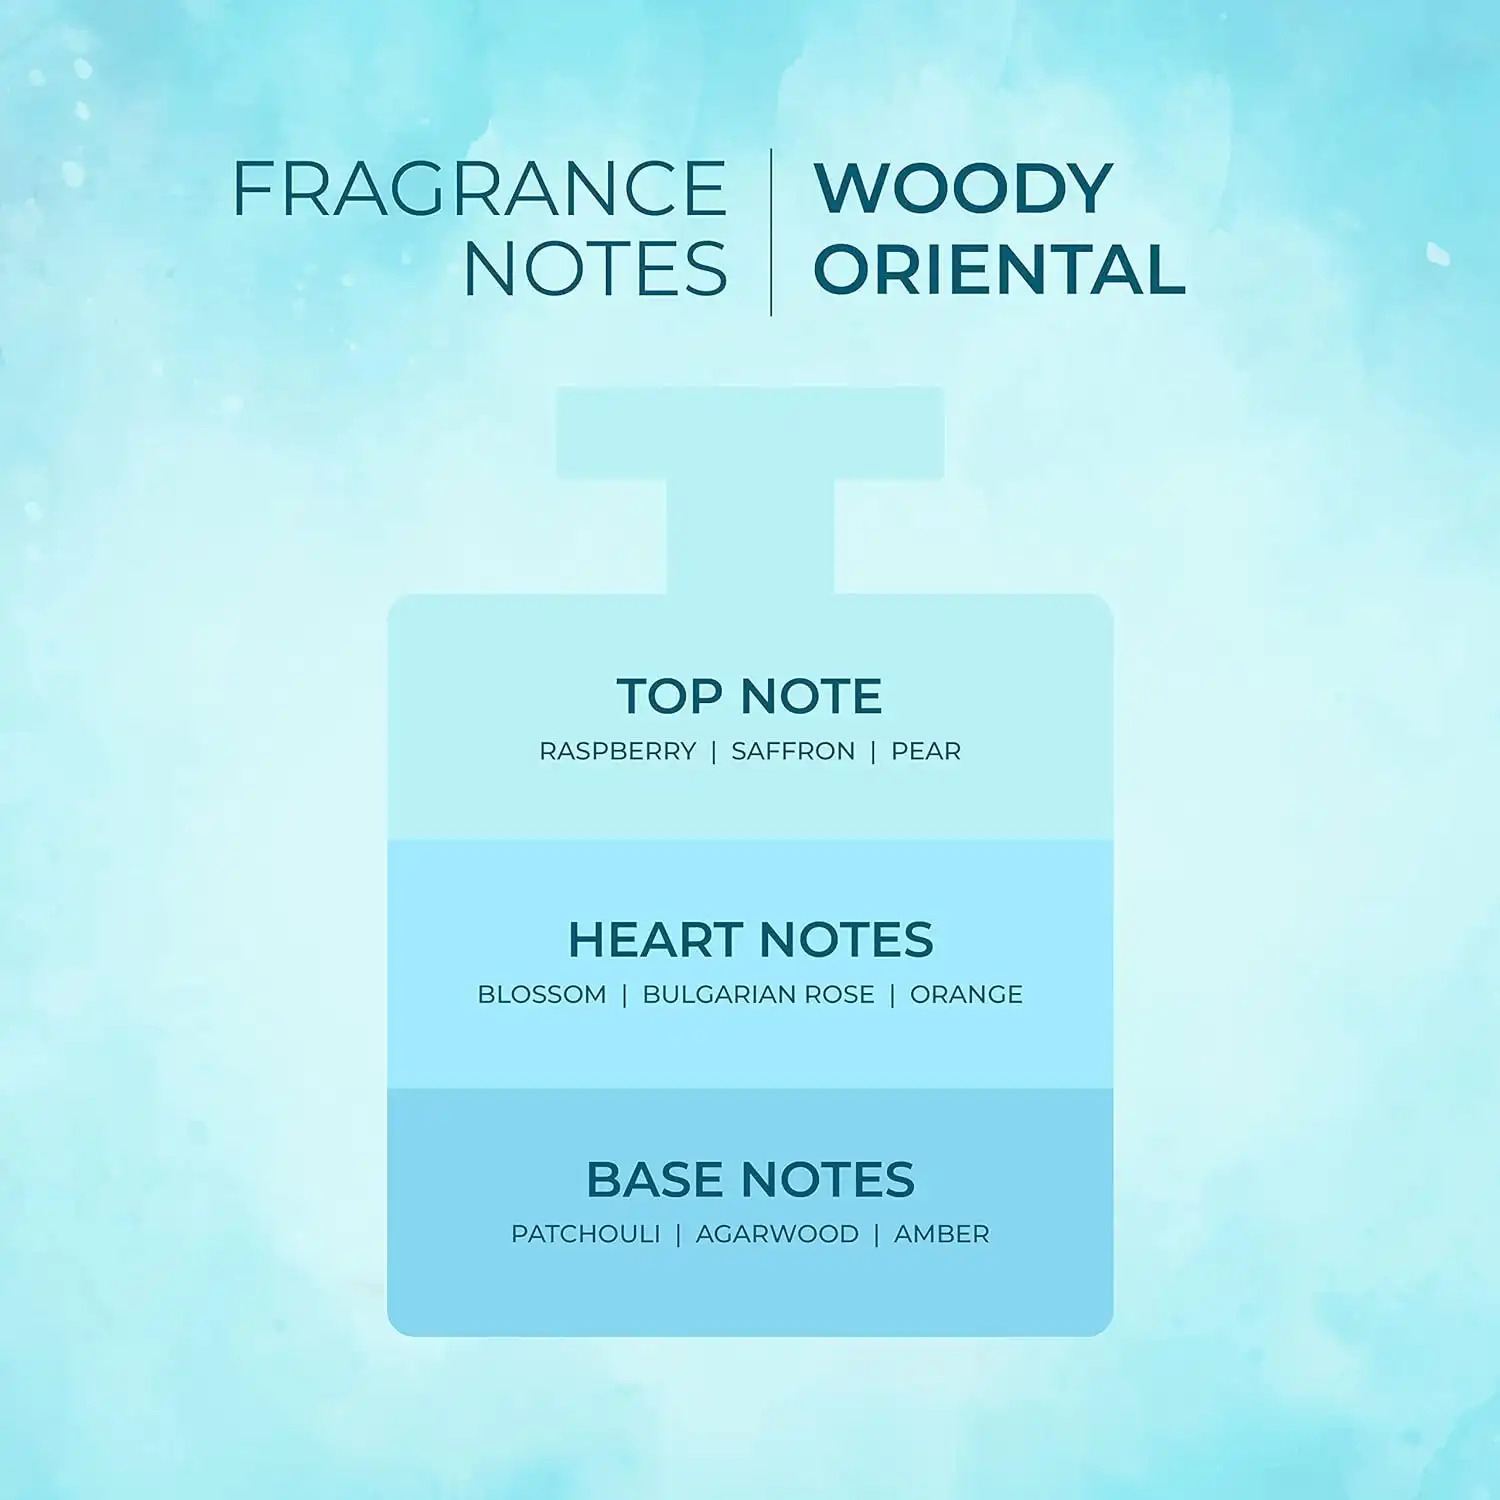 FRAGRANCE
NOTES
WOODY
ORIENTAL
TOP NOTE
RASPBERRY | SAFFRON | PEAR
HEART NOTES
BLOSSOM | BULGARIAN ROSE | ORANGE
BASE NOTES
PATCHOULI | AGARWOOD | AMBER